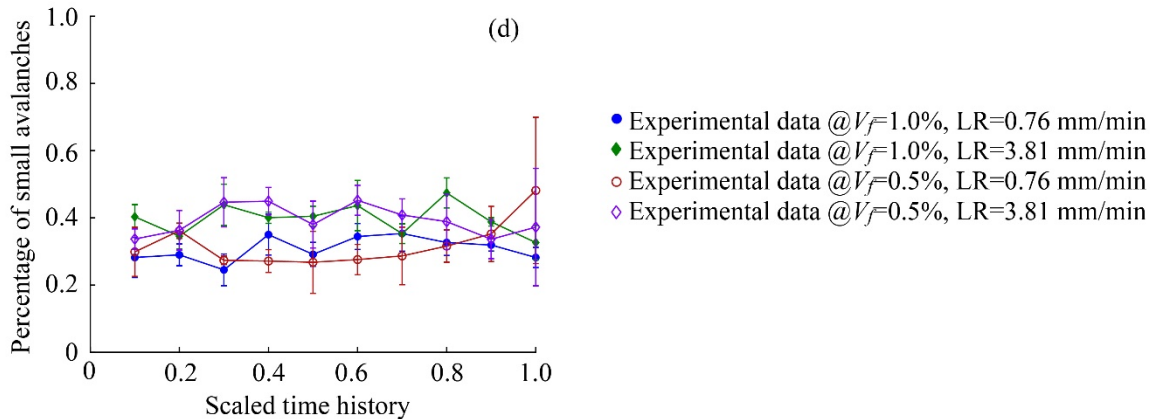 (d)
Percentage of small avalanches
1.0
0.8
0.6
0.4
0.2
0
0
0.2
0.4
0.6
0.8
1.0
Scaled time history
Experimental data @Vf=1.0%, LR=0.76 mm/min
Experimental data @Vf=1.0%, LR=3.81 mm/min
Experimental data @Vf=0.5%, LR=0.76 mm/min
Experimental data @Vf=0.5%, LR=3.81 mm/min